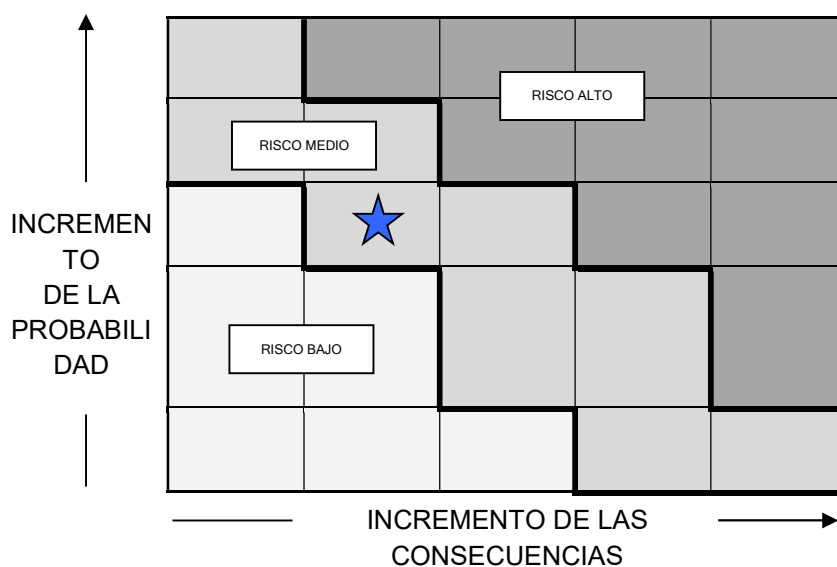 RISCO ALTO
RISCO MEDIO
INCREMEN
TO
DE LA
PROBABILI
DAD
RISCO BAJO
INCREMENTO DE LAS
CONSECUENCIAS